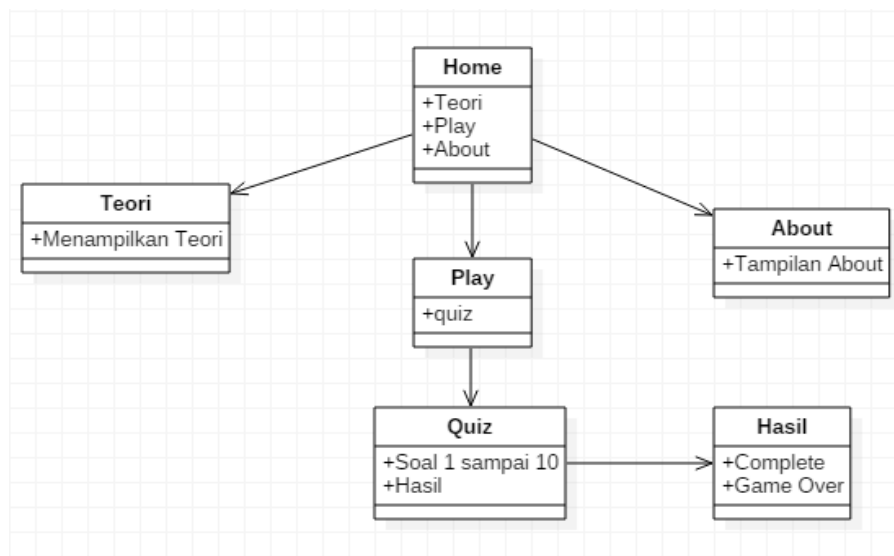 Home
+Teori
+Play
+About
Teori
+Menampilkan Teori
About
+Tampilan About
Play
+quiz
Quiz
+Soal 1 sampai 10
+Hasil
Hasil
+Complete
+Game Over